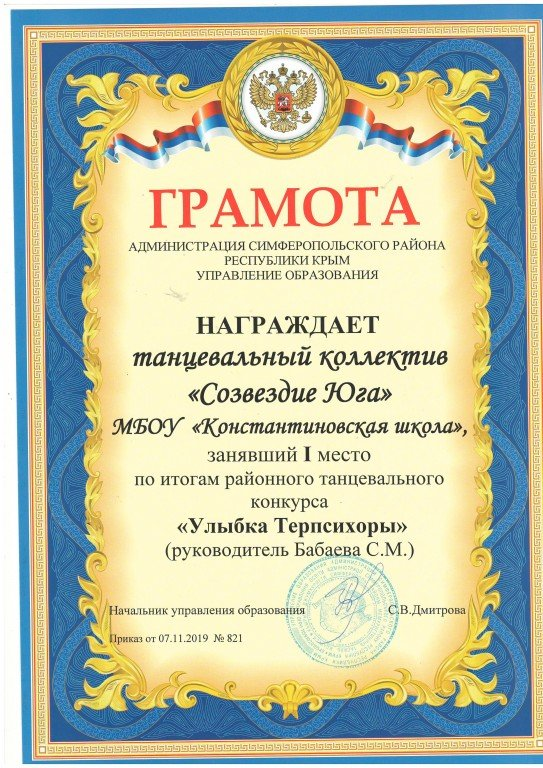 ГРАМОТА
АДМИНИСТРАЦИЯ СИМФЕРОПОЛЬСКОГО РАЙОНА
РЕСПУБЛИКИ КРЫМ
УПРАВЛЕНИЕ ОБРАЗОВАНИЯ
НАГРАЖДАЕТ
танцевальный коллектив
«Созвездие Юга»
МБОУ «Константиновская школа»,
занявший I место
по итогам районного танцевального
конкурса
«Улыбка Терпсихоры»
(руководитель Бабаева С.М.)
Начальник управления образования С.В.Дмитрова
Приказ от 07.11.2019 № 821